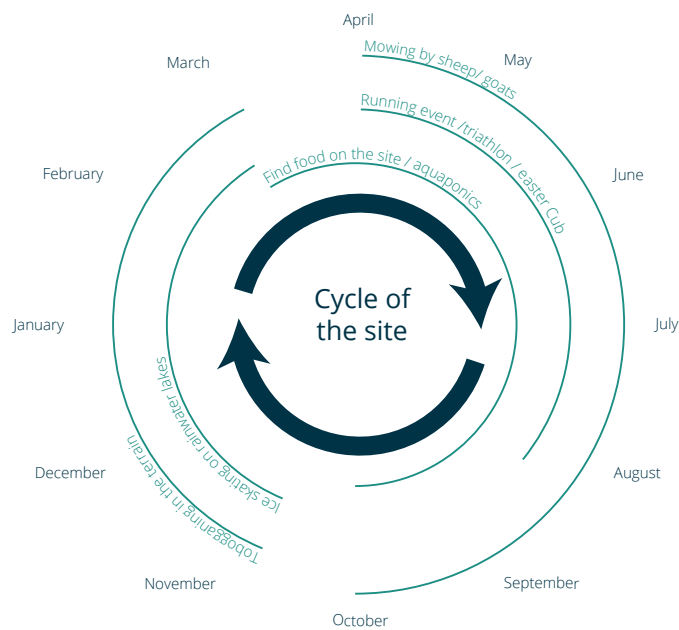 April
May
June
July
August
September
October
November
December
January
February
March
Mowing by sheep/ goats
Running event /triathlon / easter Cub
Find food on the site / aquaponics
Cycle of
the site
Ice skating on rainwater lakes
Tobogganing in the terrain